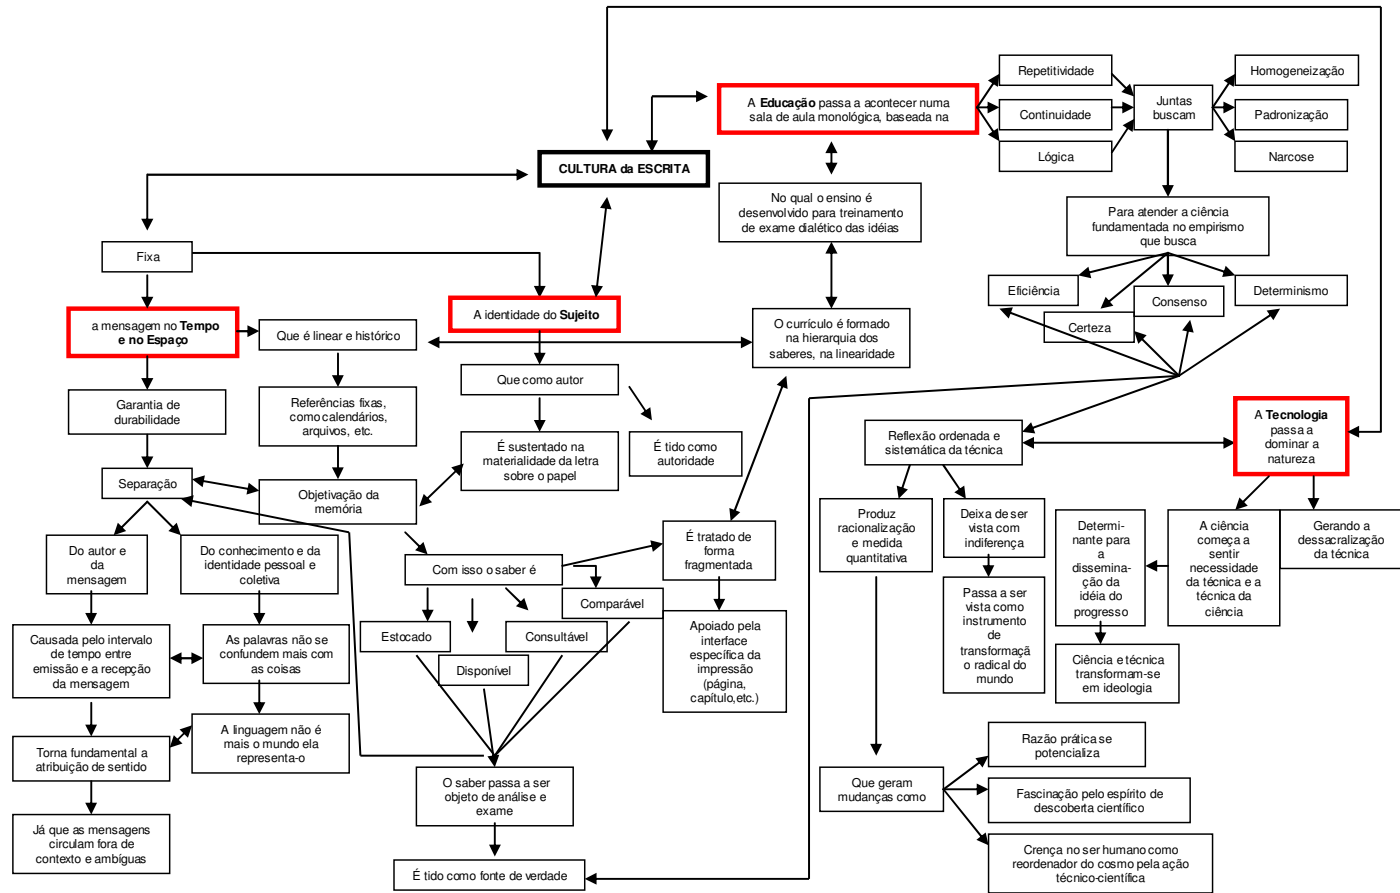 Repetitividade
Homogeneização
A Educação passa a acontecer numa
sala de aula monológica, baseada na
Juntas
buscam
Continuidade
Padronização
Lógica
Narcose
CULTURA da ESCRITA
No qual o ensino é
desenvolvido para treinamento
de exame dialético das idéias
Para atender a ciência
fundamentada no empirismo
que busca
Fixa
Eficiência
Consenso
Determinismo
Certeza
a mensagem no Tempo
e no Espaço
Que é linear e histórico
A identidade do Sujeito
O currículo é formado
na hierarquia dos
saberes, na linearidade
Que como autor
Garantia de
durabilidade
Referências fixas,
como calendários,
arquivos, etc.
É sustentado na
materialidade da letra
sobre o papel
É tido como
autoridade
Reflexão ordenada e
sistemática da técnica
A Tecnologia
passa a
dominar a
natureza
Separação
Objetivação da
memória
Produz
racionalização
e medida
quantitativa
Deixa de ser
vista com
indiferença
Determi-
nante para
a
dissemina-
ção da
idéia do
progresso
A ciência
começa a
sentir
necessidade
da técnica e a
técnica da
ciência
Gerando a
dessacralização
da técnica
Do autor e
da
mensagem
Do conhecimento e da
identidade pessoal e
coletiva
Com isso o saber é
É tratado de
forma
fragmentada
Passa a ser
vista como
instrumento
de
transformaçã
o radical do
mundo
Comparável
Estocado
Consultável
Disponível
Apoiado pela
interface
específica da
impressão
(página,
capítulo,etc.)
Causada pelo intervalo
de tempo entre
emissão e a recepção
da mensagem
As palavras não se
confundem mais com
as coisas
Ciência e técnica
transformam-se
em ideologia
Torna fundamental a
atribuição de sentido
A linguagem não é
mais o mundo ela
representa-o
Razão prática se
potencializa
O saber passa a ser
objeto de análise e
exame
Que geram
mudanças como
Fascinação pelo espírito de
descoberta científico
Já que as mensagens
circulam fora de
contexto e ambíguas
Crença no ser humano como
reordenador do cosmo pela ação
técnico-científica
É tido como fonte de verdade